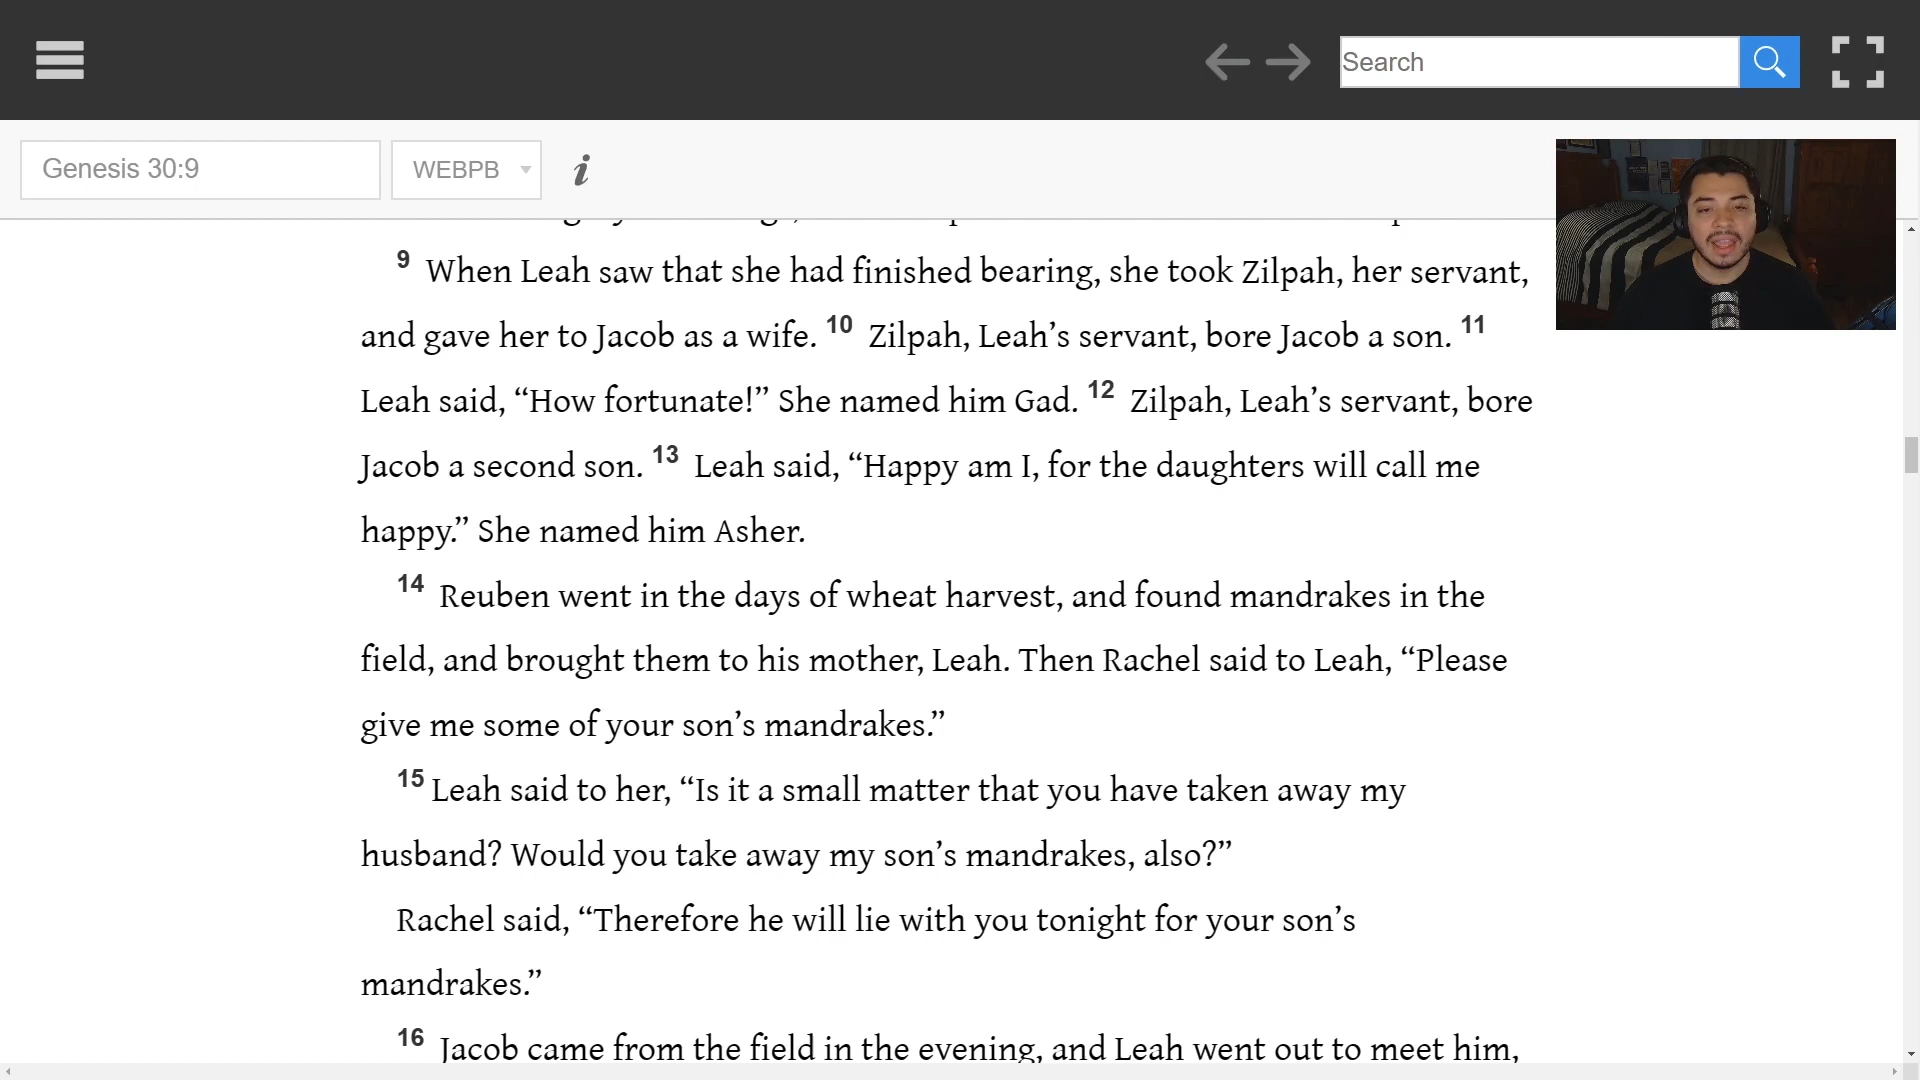 Search
Genesis 30:9
WEBPB
i
9 When Leah saw that she had finished bearing, she took Zilpah, her servant,
and gave her to Jacob as a wife. 10 Zilpah, Leah’s servant, bore Jacob a son. 11
Leah said, “How fortunate!” She named him Gad. 12 Zilpah, Leah’s servant, bore
Jacob a second son. 13 Leah said, “Happy am I, for the daughters will call me
happy.” She named him Asher.
14 Reuben went in the days of wheat harvest, and found mandrakes in the
field, and brought them to his mother, Leah. Then Rachel said to Leah, “Please
give me some of your son’s mandrakes.”
15 Leah said to her, “Is it a small matter that you have taken away my
husband? Would you take away my son’s mandrakes, also?”
Rachel said, “Therefore he will lie with you tonight for your son’s
mandrakes.”
16 Jacob came from the field in the evening, and Leah went out to meet him,